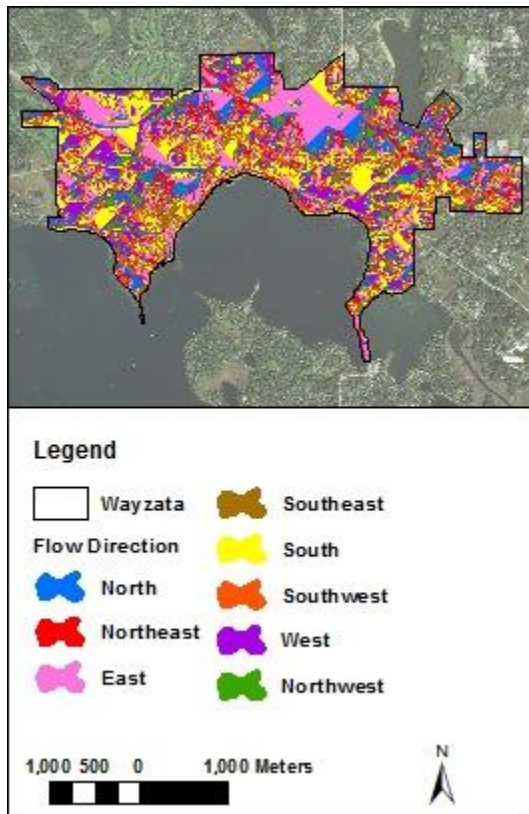 Legend
Wayzata
Flow Direction
North
Northeast
East
Southeast
South
Southwest
West
Northwest
1,000 500 0 1,000 Meters
N